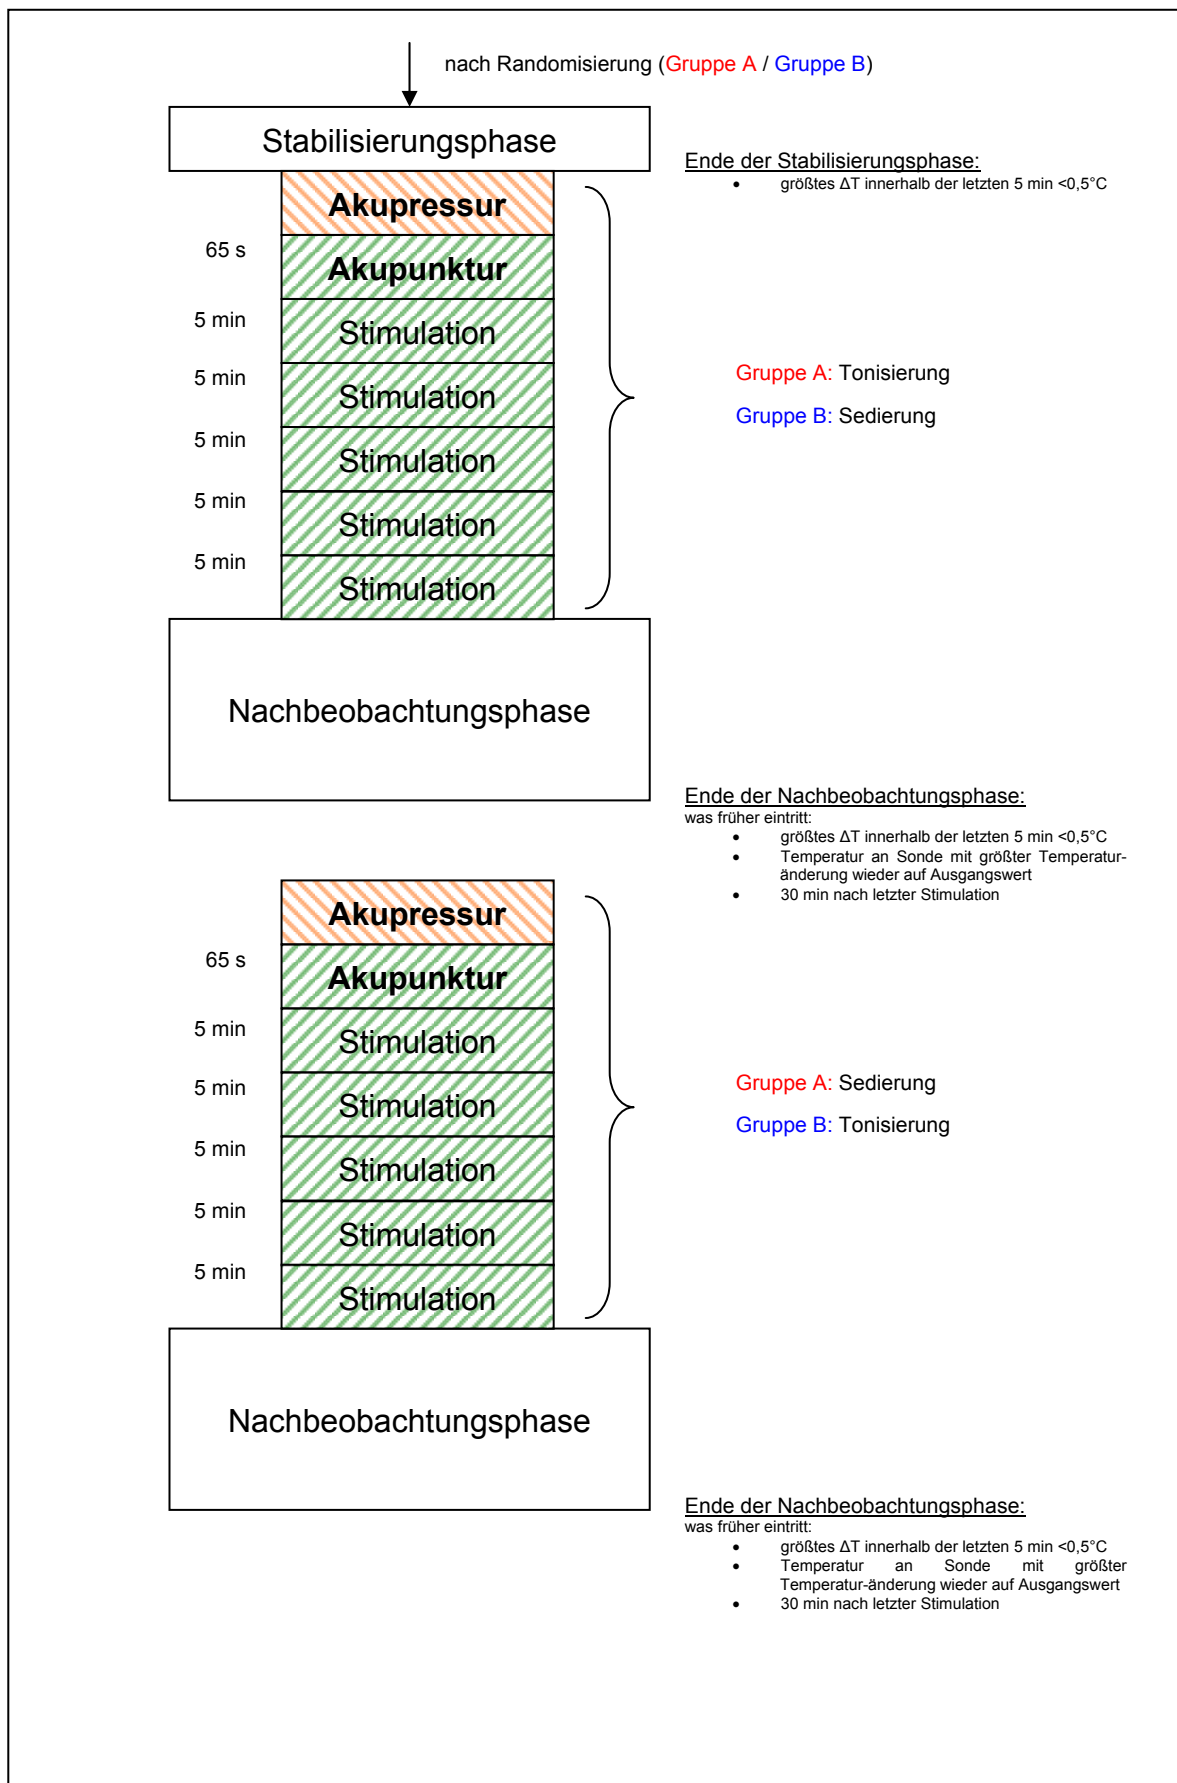 nach Randomisierung (Gruppe A / Gruppe B)
Stabilisierungsphase
Ende der Stabilisierungsphase:
• größtes ΔT innerhalb der letzten 5 min <0,5°C
Akupressur
65 s
Akupunktur
5 min
Stimulation
5 min
Stimulation
5 min
Stimulation
5 min
Stimulation
5 min
Stimulation
Gruppe A: Tonisierung
Gruppe B: Sedierung
Nachbeobachtungsphase
Ende der Nachbeobachtungsphase:
was früher eintritt:
• größtes ΔT innerhalb der letzten 5 min <0,5°C
• Temperatur an Sonde mit größter Temperatur-
änderung wieder auf Ausgangswert
• 30 min nach letzter Stimulation
Akupressur
65 s
Akupunktur
5 min
Stimulation
5 min
Stimulation
5 min
Stimulation
5 min
Stimulation
5 min
Stimulation
Gruppe A: Sedierung
Gruppe B: Tonisierung
Nachbeobachtungsphase
Ende der Nachbeobachtungsphase:
was früher eintritt:
• größtes ΔT innerhalb der letzten 5 min <0,5°C
• Temperatur an Sonde mit größter
Temperatur-änderung wieder auf Ausgangswert
• 30 min nach letzter Stimulation